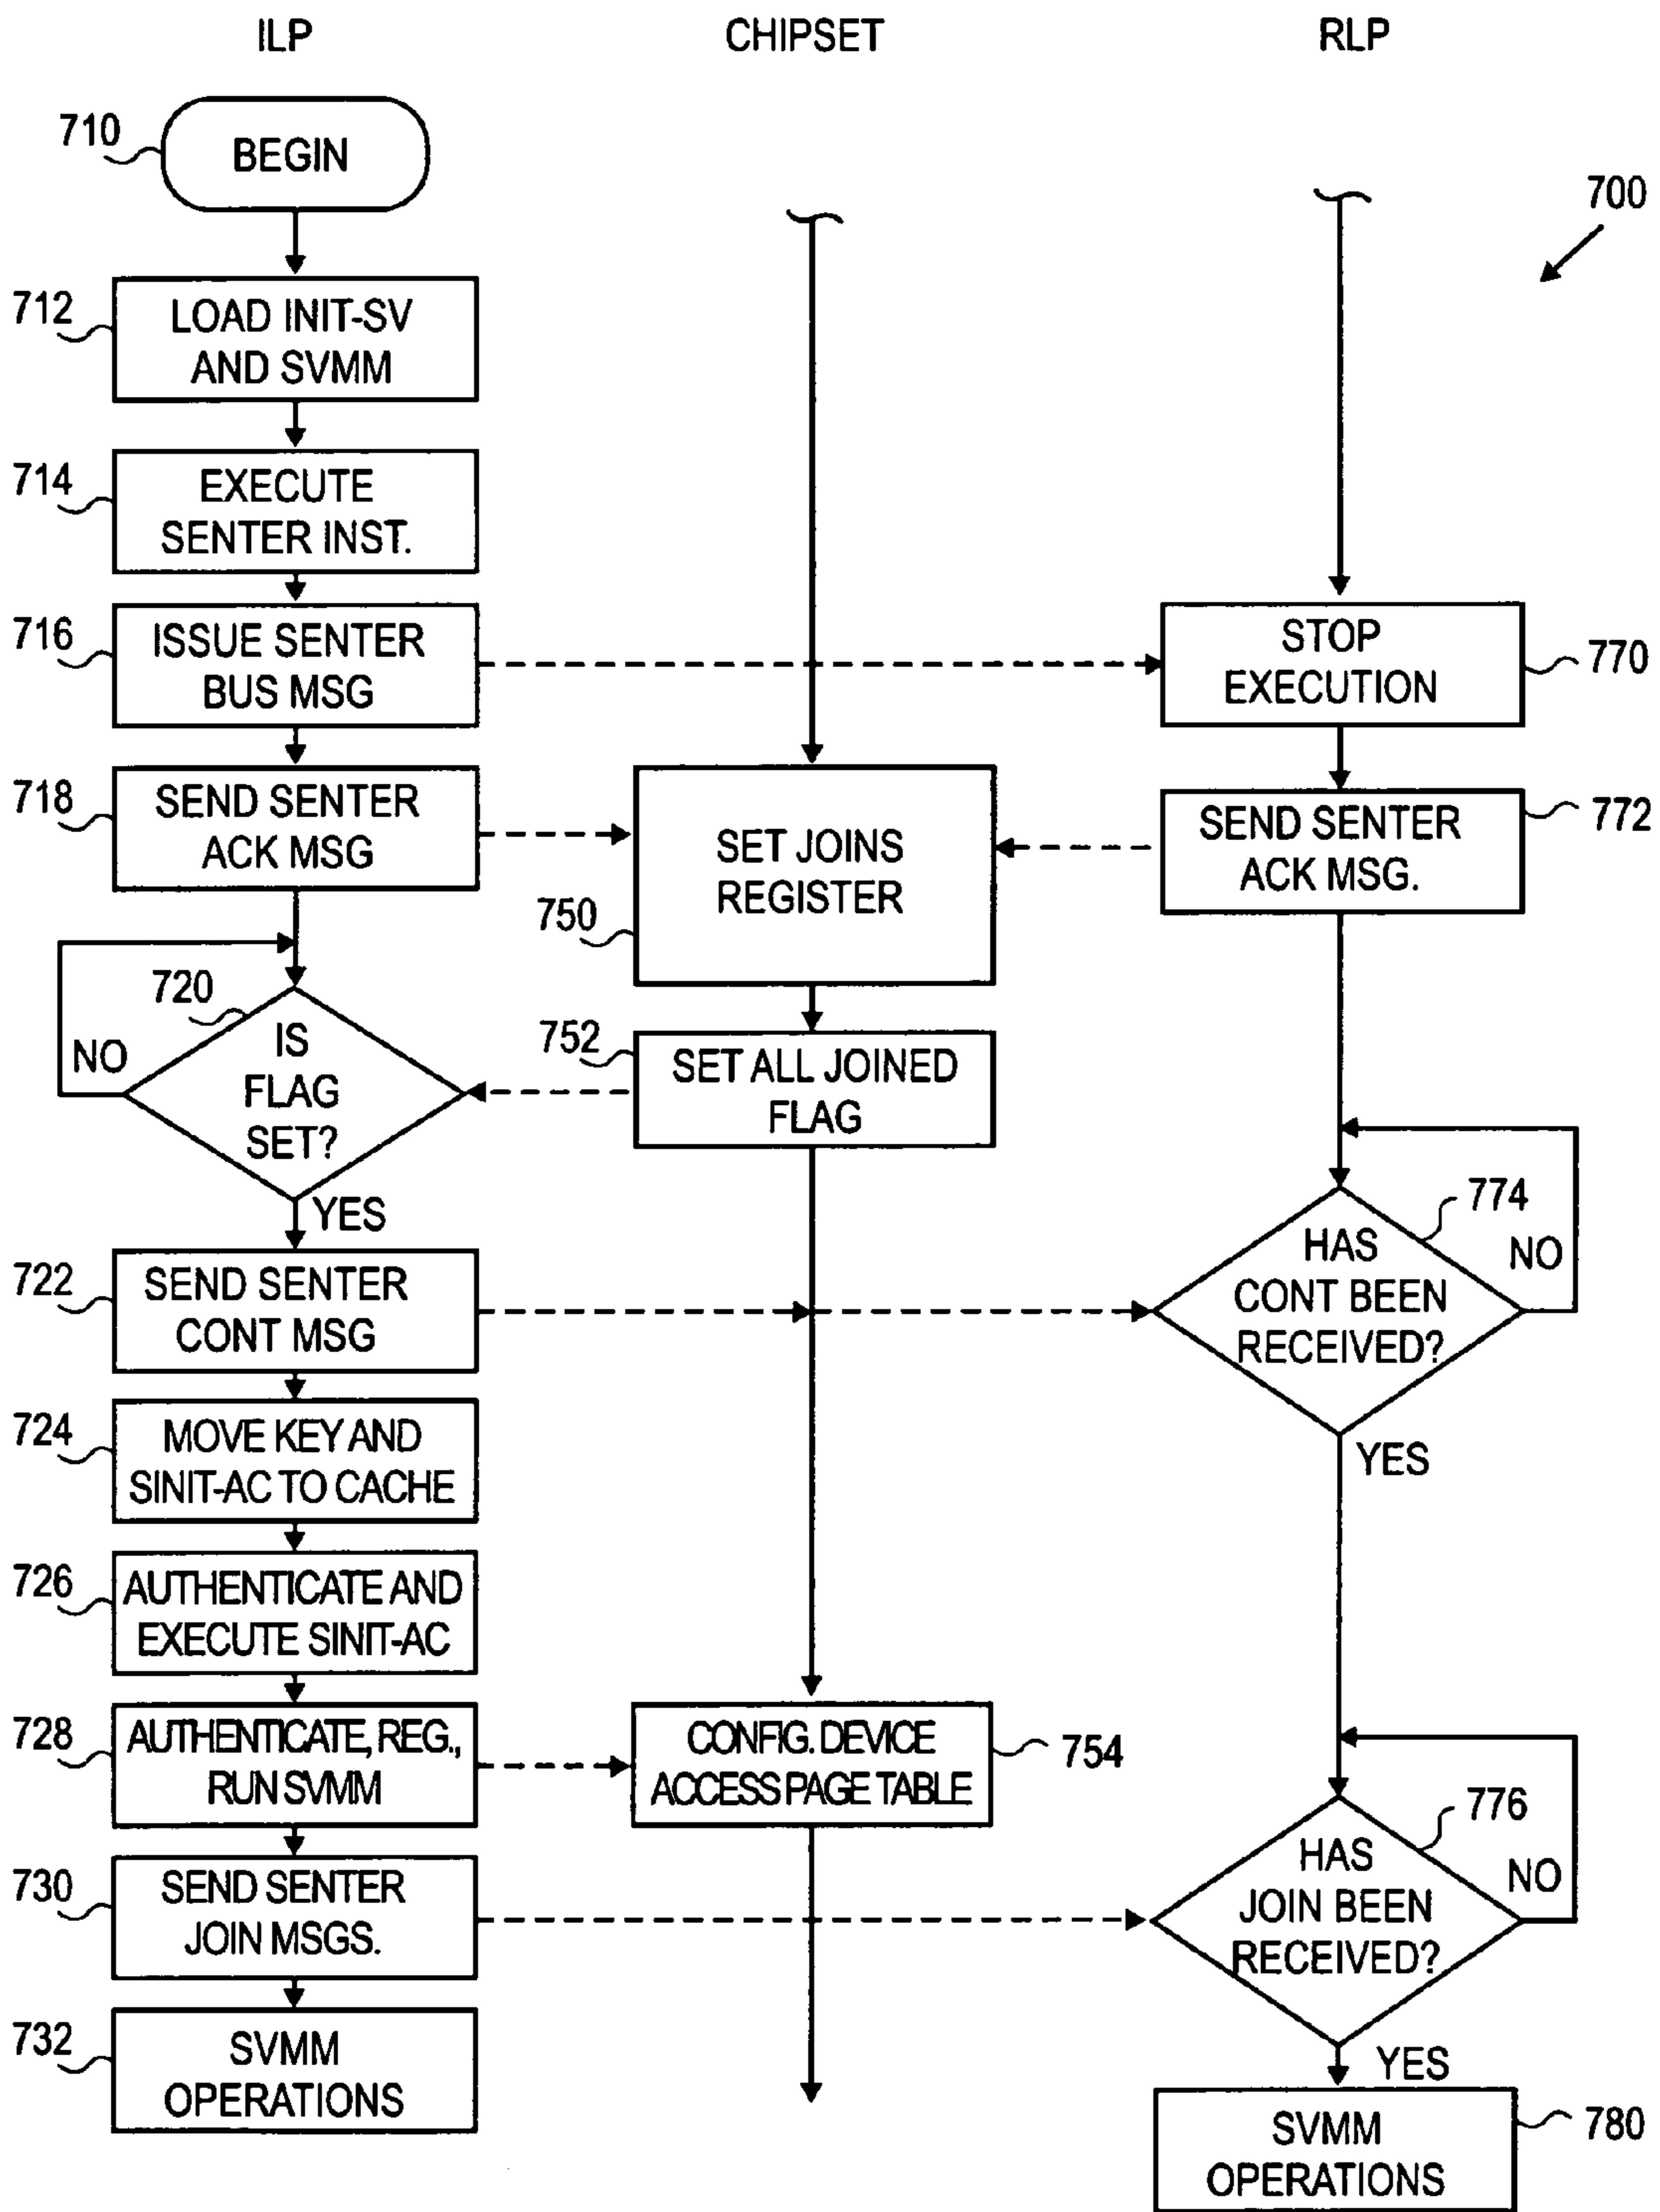 ILP
CHIPSET
RLP
700
710
BEGIN
712
LOAD INIT-SV
AND SVMM
714
EXECUTE
SENTER INST.
716
ISSUE SENTER
BUS MSG
STOP
EXECUTION
770
718
SEND SENTER
ACK MSG
SET JOINS
REGISTER
750
SEND SENTER
ACK MSG.
772
720
NO
IS
FLAG
SET?
YES
752
SET ALL JOINED
FLAG
774
HAS
CONT BEEN
RECEIVED?
NO
YES
722
SEND SENTER
CONT MSG
724
MOVE KEY AND
SINIT-AC TO CACHE
726
AUTHENTICATE AND
EXECUTE SINIT-AC
728
AUTHENTICATE, REG.,
RUN SVMM
CONFIG. DEVICE
ACCESS PAGE TABLE
754
776
HAS
JOIN BEEN
RECEIVED?
NO
YES
730
SEND SENTER
JOIN MSGS.
732
SVMM
OPERATIONS
SVMM
OPERATIONS
780